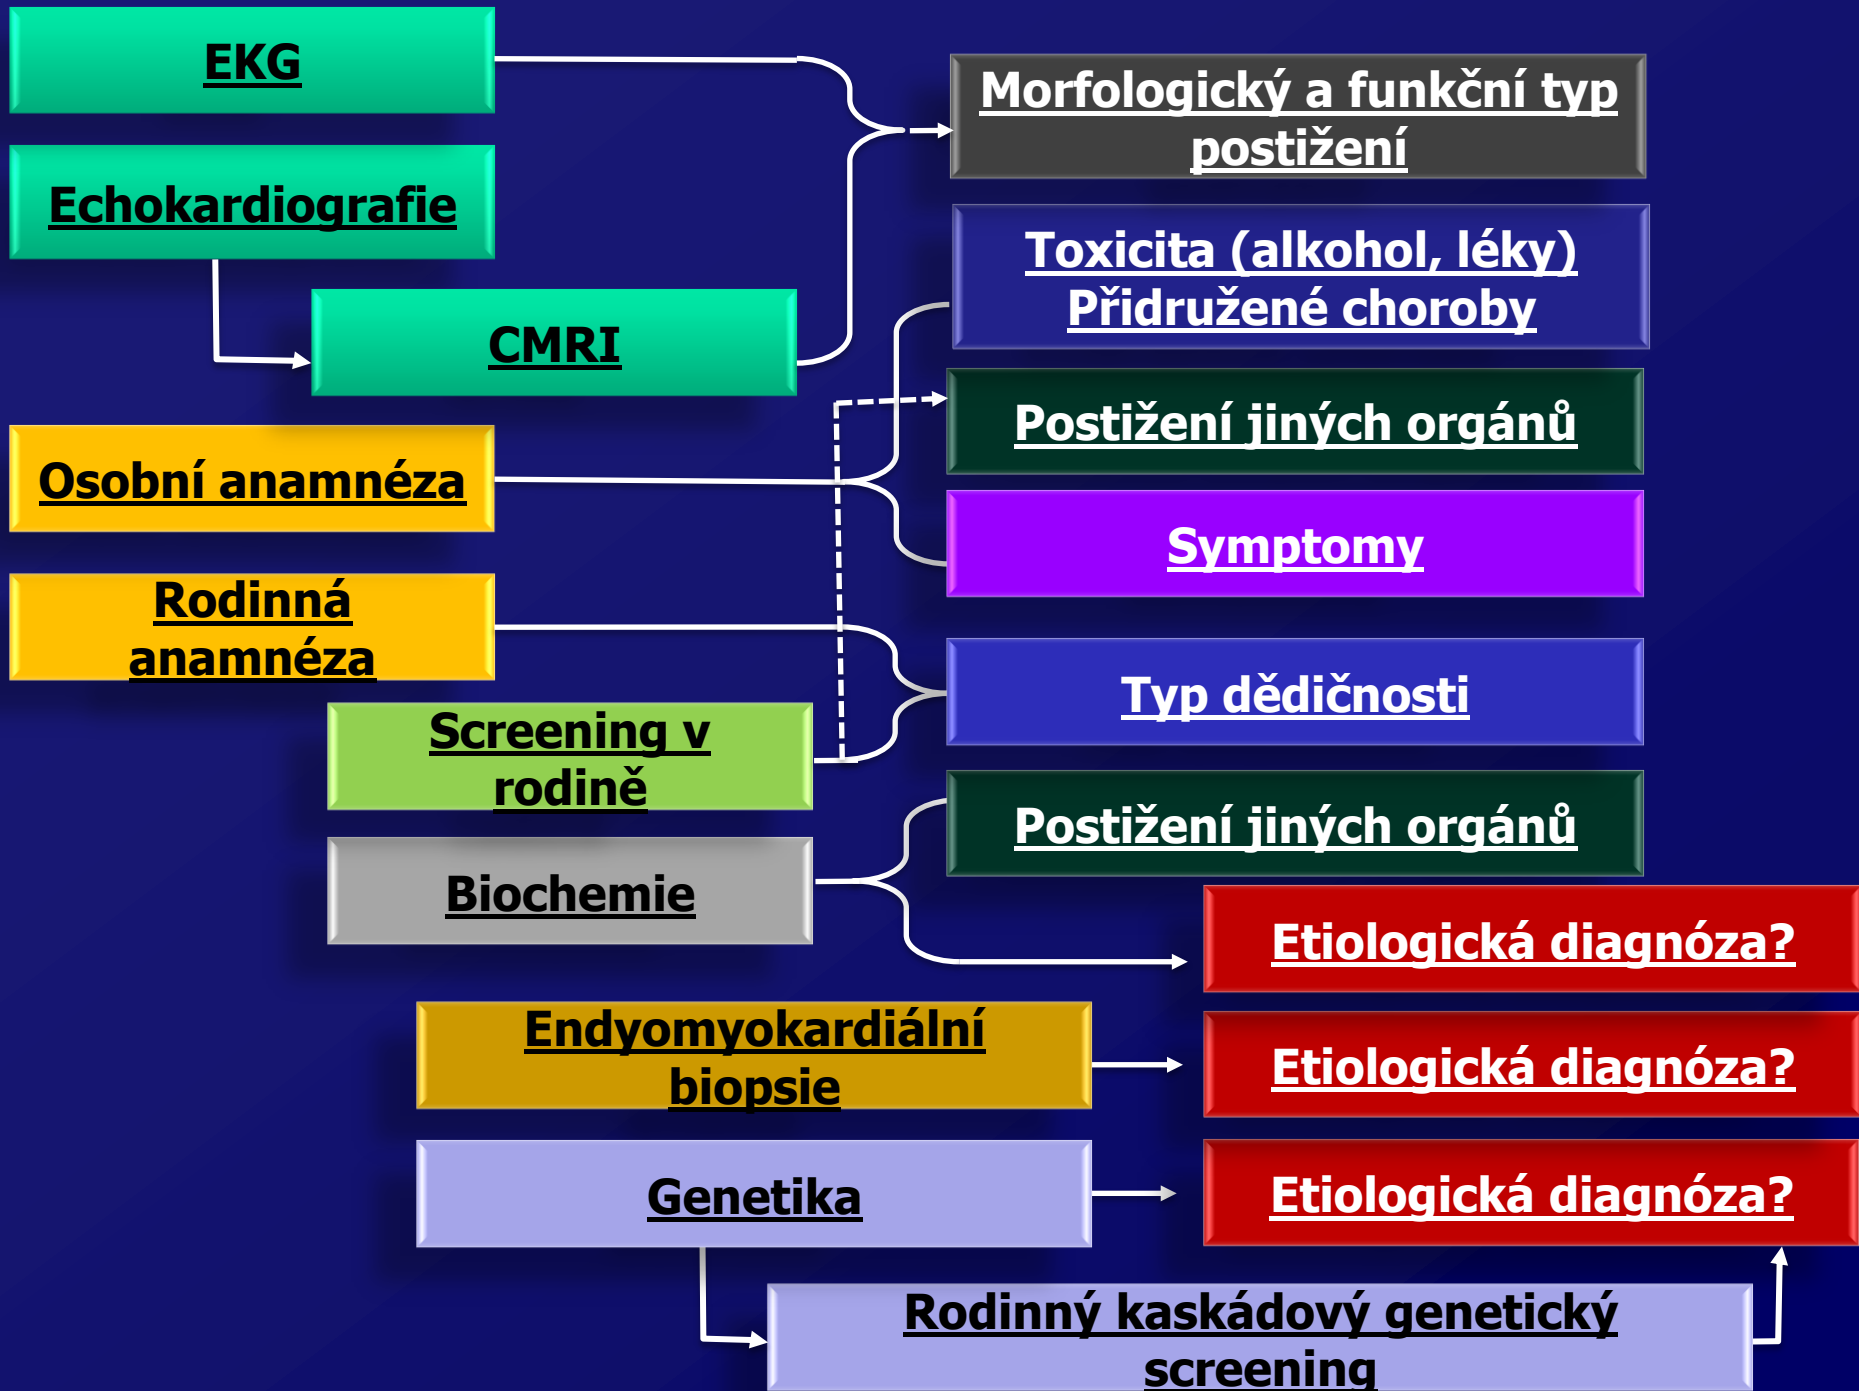 EKG
Morfologický a funkční typ
postižení
Echokardiografie
Toxicita (alkohol, léky)
Přidružené choroby
CMRI
Postižení jiných orgánů
Osobní anamnéza
Symptomy
Rodinná
anamnéza
Typ dědičnosti
Screening v
rodině
Postižení jiných orgánů
Biochemie
Etiologická diagnóza?
Endyomyokardiální
biopsie
Etiologická diagnóza?
Genetika
Etiologická diagnóza?
Rodinný kaskádový genetický
screening